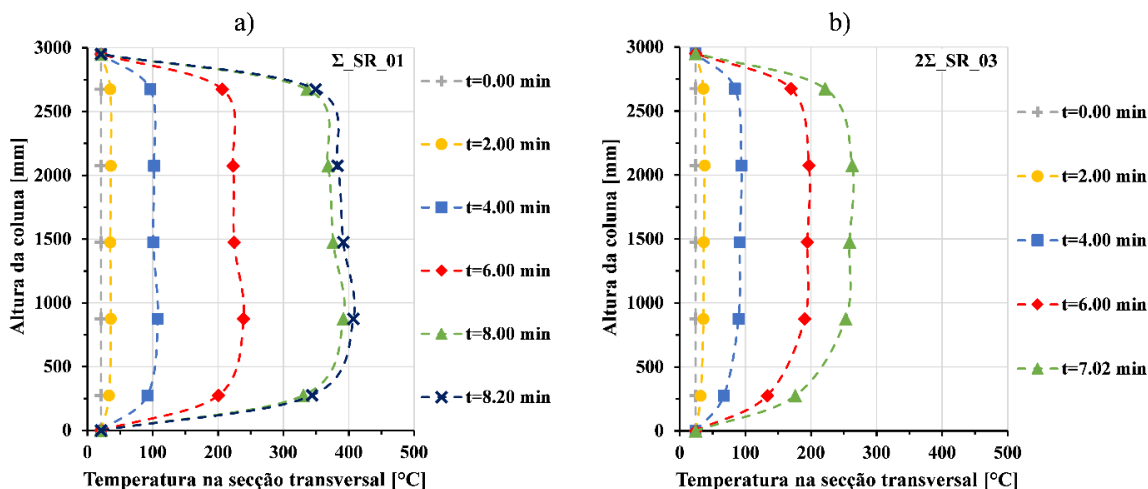 a)
Σ_SR_01
3000
2500
2000
1500
1000
500
0
Altura da coluna [mm]
0 100 200 300 400 500
Temperatura na secção transversal [°C]
t=0.00 min
t=2.00 min
t=4.00 min
t=6.00 min
t=8.00 min
t=8.20 min
b)
2Σ_SR_03
3000
2500
2000
1500
1000
500
0
Altura da coluna [mm]
0 100 200 300 400 500
Temperatura na secção transversal [°C]
t=0.00 min
t=2.00 min
t=4.00 min
t=6.00 min
t=7.02 min